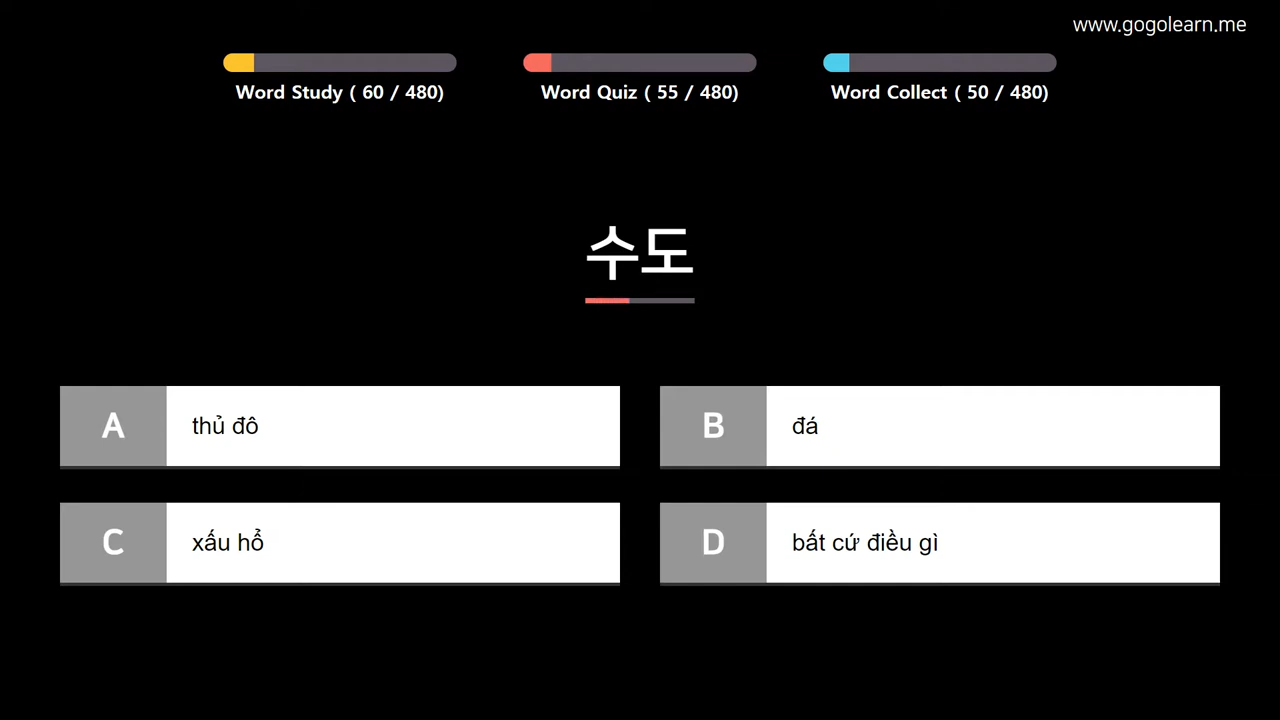 www.gogolearn.me
Word Study ( 60 / 480)
Word Quiz ( 55 / 480)
Word Collect ( 50 / 480)
수도
A thủ đô
B đá
C xấu hổ
D bất cứ điều gì